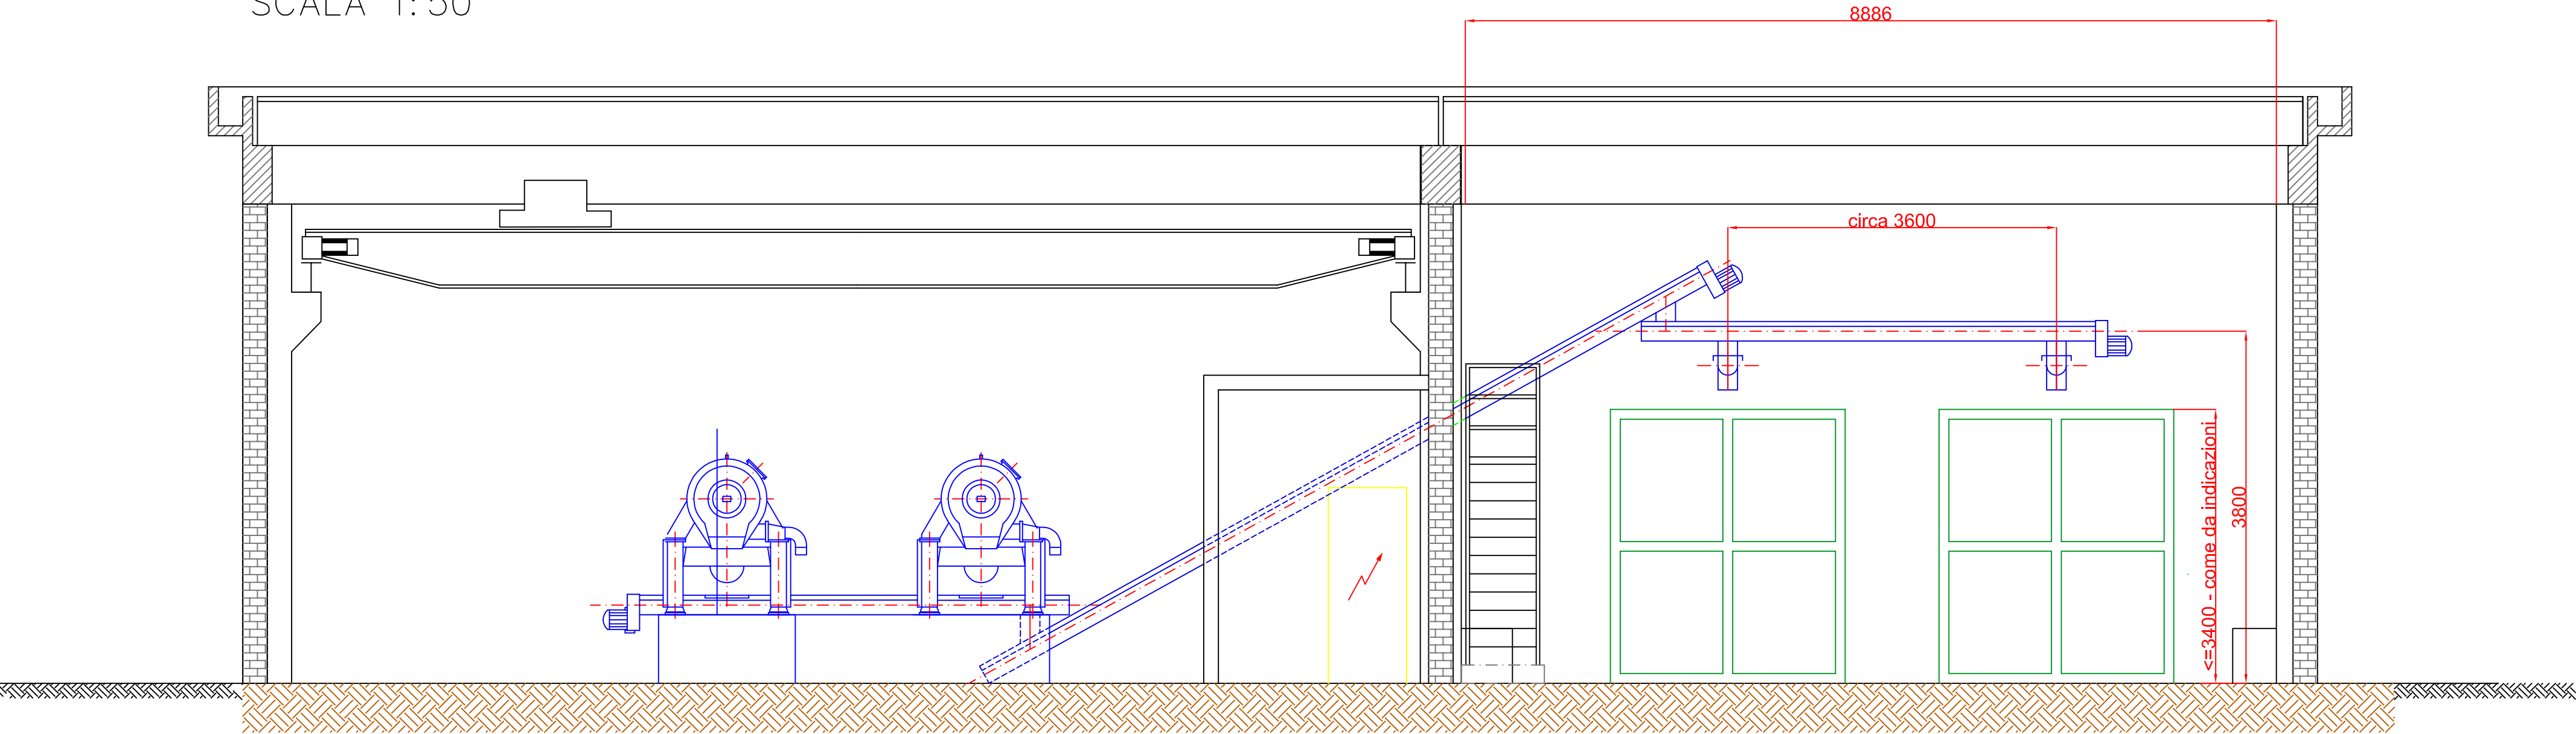 SCALA 1:50
8886
circa 3600
<=3400 - come da indicazioni
3800